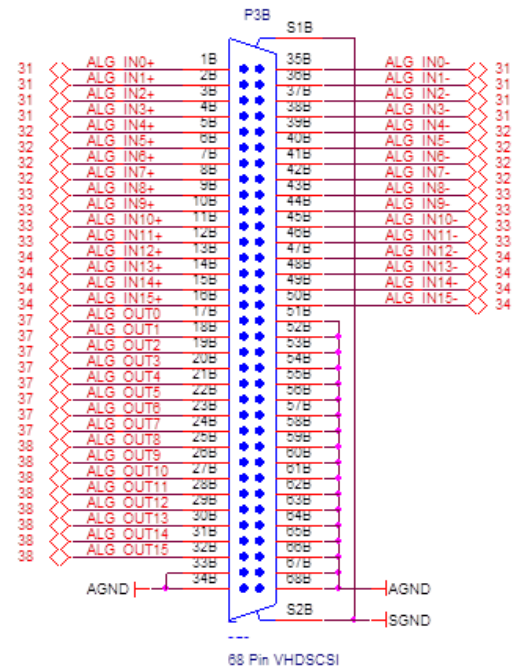 P3B
S1B
31 ALG IN0+ 1B 35B ALG IN0- 31
31 ALG IN1+ 2B 36B ALG IN1- 31
31 ALG IN2+ 3B 37B ALG IN2- 31
31 ALG IN3+ 4B 38B ALG IN3- 31
32 ALG IN4+ 5B 39B ALG IN4- 32
32 ALG IN5+ 6B 40B ALG IN5- 32
32 ALG IN6+ 7B 41B ALG IN6- 32
32 ALG IN7+ 8B 42B ALG IN7- 32
33 ALG IN8+ 9B 43B ALG IN8- 33
33 ALG IN9+ 10B 44B ALG IN9- 33
33 ALG IN10+ 11B 45B ALG IN10- 33
33 ALG IN11+ 12B 46B ALG IN11- 33
34 ALG IN12+ 13B 47B ALG IN12- 34
34 ALG IN13+ 14B 48B ALG IN13- 34
34 ALG IN14+ 15B 49B ALG IN14- 34
34 ALG IN15+ 16B 50B ALG IN15- 34
37 ALG OUT0 17B 51B
37 ALG OUT1 18B 52B
37 ALG OUT2 19B 53B
37 ALG OUT3 20B 54B
37 ALG OUT4 21B 55B
37 ALG OUT5 22B 56B
37 ALG OUT6 23B 57B
37 ALG OUT7 24B 58B
38 ALG OUT8 25B 59B
38 ALG OUT9 26B 60B
38 ALG OUT10 27B 61B
38 ALG OUT11 28B 62B
38 ALG OUT12 29B 63B
38 ALG OUT13 30B 64B
38 ALG OUT14 31B 65B
38 ALG OUT15 32B 66B
33B 67B
AGND 34B 68B AGND
S2B
SGND
68 Pin VHDSCSI